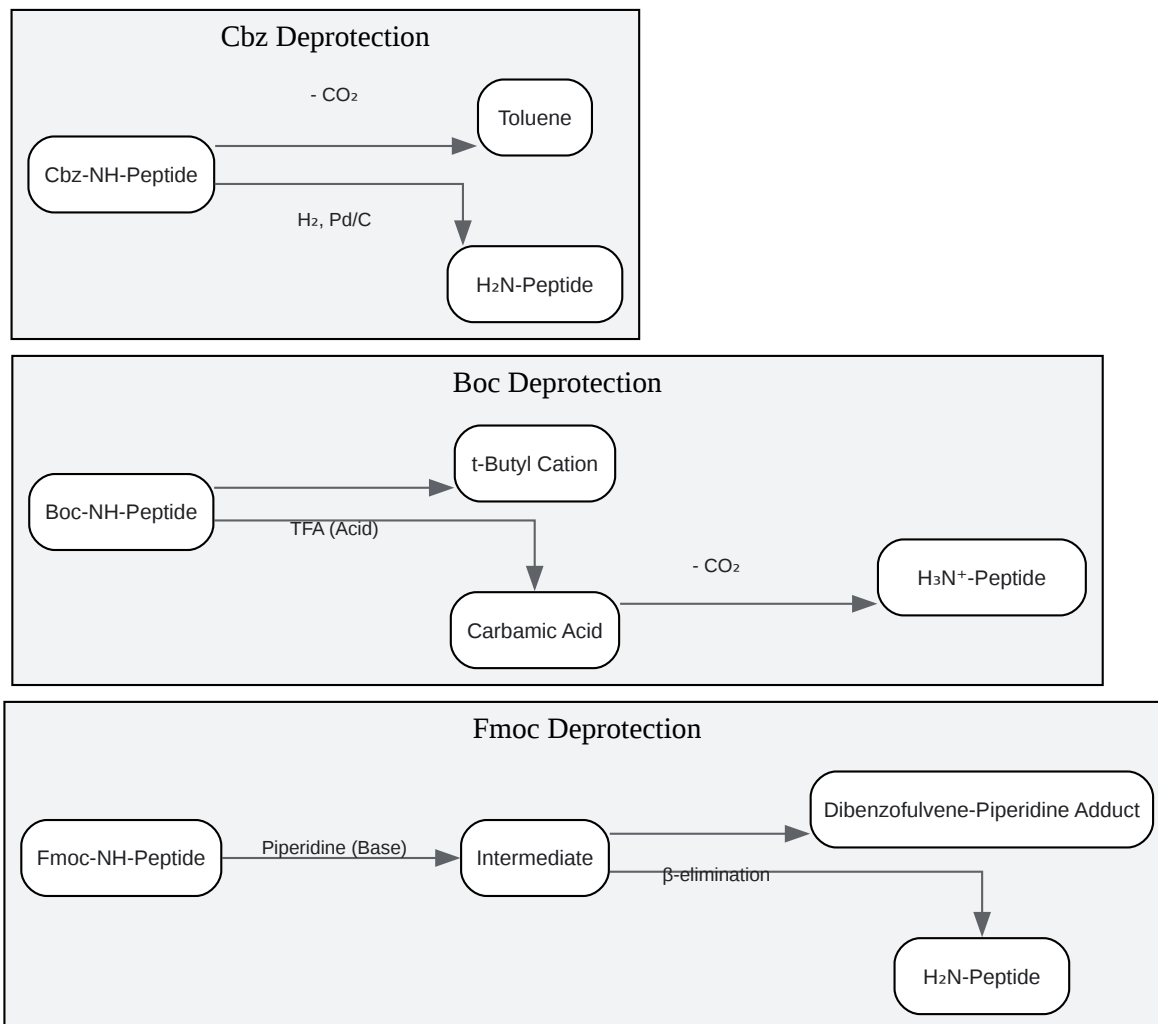 Cbz Deprotection
- CO₂
Toluene
Cbz-NH-Peptide
H₂, Pd/C
H₂N-Peptide
Boc Deprotection
t-Butyl Cation
Boc-NH-Peptide
TFA (Acid)
- CO₂
H₃N⁺-Peptide
Carbamic Acid
Fmoc Deprotection
Dibenzofulvene-Piperidine Adduct
Fmoc-NH-Peptide
Piperidine (Base)
Intermediate
β-elimination
H₂N-Peptide